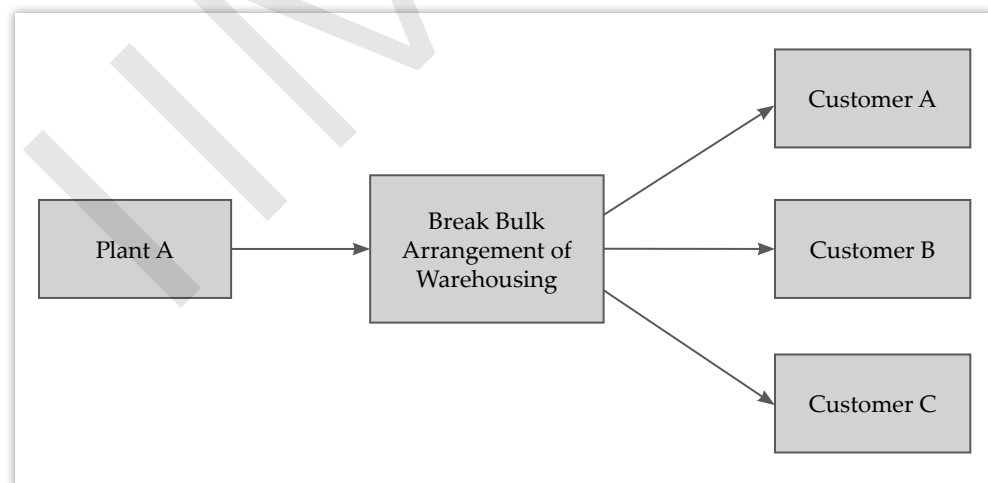 Customer A
Plant A
Break Bulk
Arrangement of
Warehousing
Customer B
Customer C